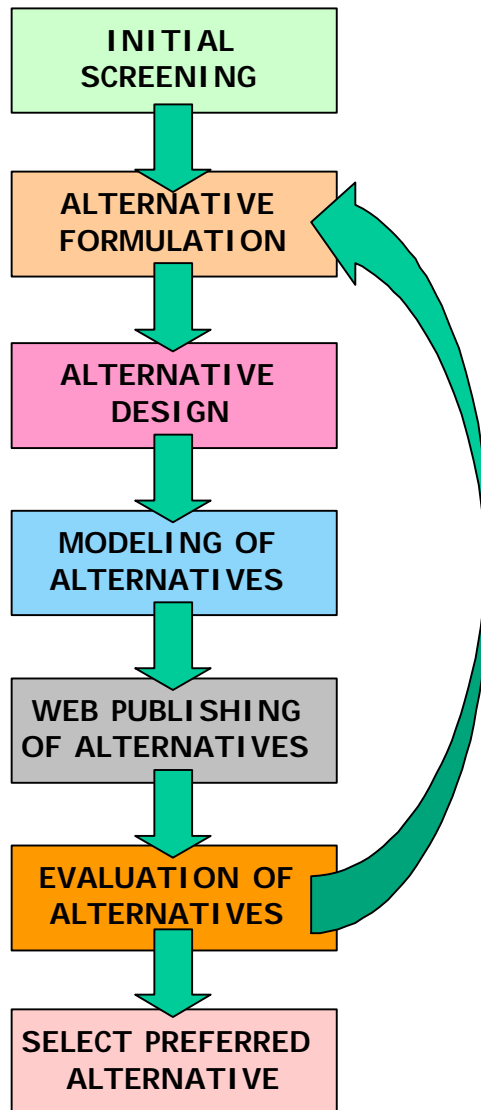 INITIAL
SCREENING
ALTERNATIVE
FORMULATION
ALTERNATIVE
DESIGN
MODELING OF
ALTERNATIVES
WEB PUBLISHING
OF ALTERNATIVES
EVALUATION OF
ALTERNATIVES
SELECT PREFERRED
ALTERNATIVE